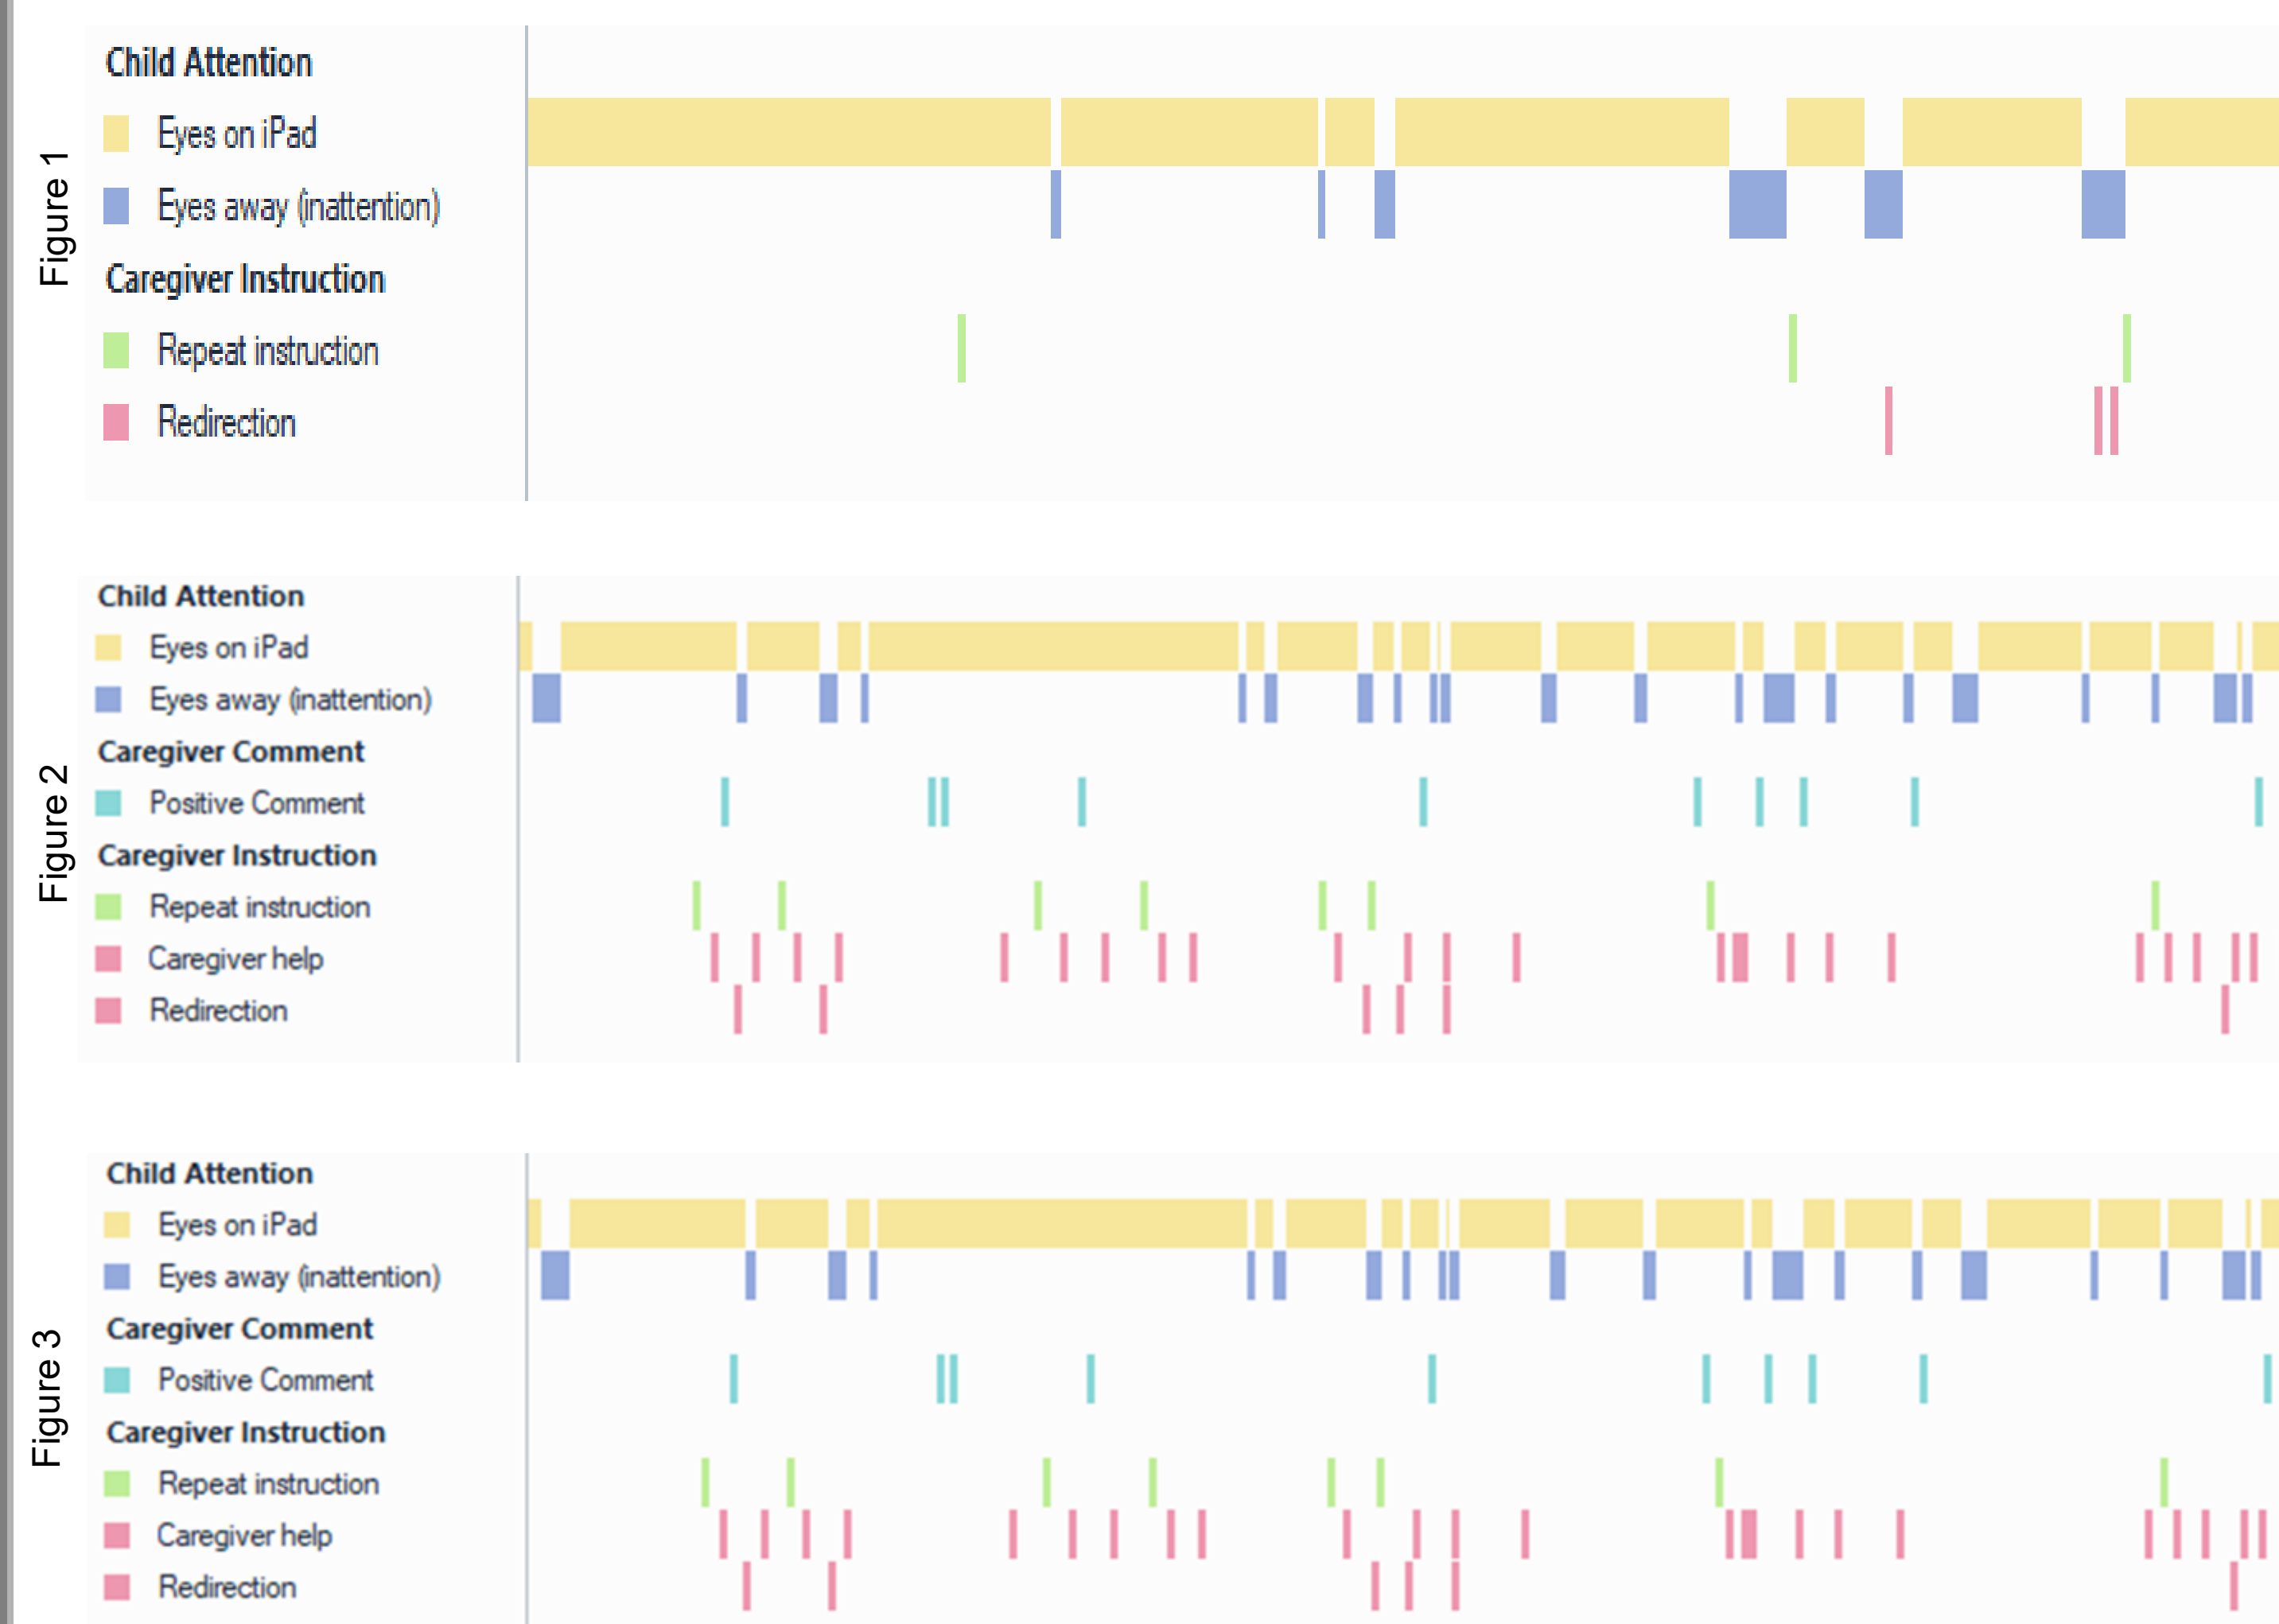 Figure 1
Child Attention
Eyes on iPad
Eyes away (inattention)
Caregiver Instruction
Repeat instruction
Redirection
Figure 2
Child Attention
Eyes on iPad
Eyes away (inattention)
Caregiver Comment
Positive Comment
Caregiver Instruction
Repeat instruction
Caregiver help
Redirection
Figure 3
Child Attention
Eyes on iPad
Eyes away (inattention)
Caregiver Comment
Positive Comment
Caregiver Instruction
Repeat instruction
Caregiver help
Redirection